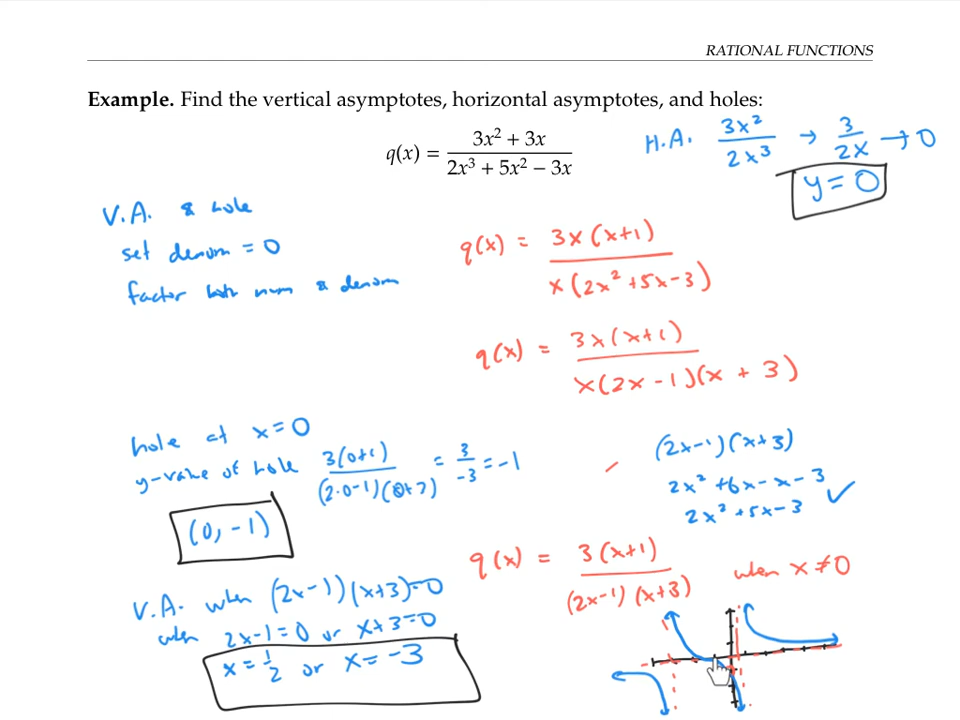 RATIONAL FUNCTIONS
Example. Find the vertical asymptotes, horizontal asymptotes, and holes:
q(x) = (3x² + 3x)/(2x³ + 5x² − 3x)
H.A. 3x²/2x³ → 3/2x → 0
y = 0
V.A. & hole
set denom = 0
factor both num & denom
q(x) = 3x(x+1)/x(2x²+5x−3)
q(x) = 3x(x+1)/x(2x−1)(x+3)
hole at x=0
y-value of hole 3(0+1)/(2·0−1)(0+3) = 3/-3 = −1
(0, −1)
(2x−1)(x+3)
2x² +6x −x −3
2x² +5x −3 ✓
q(x) = 3(x+1)/(2x−1)(x+3) when x≠0
V.A. when (2x−1)(x+3)=0
when 2x−1=0 or x+3=0
x = 1/2 or x = −3